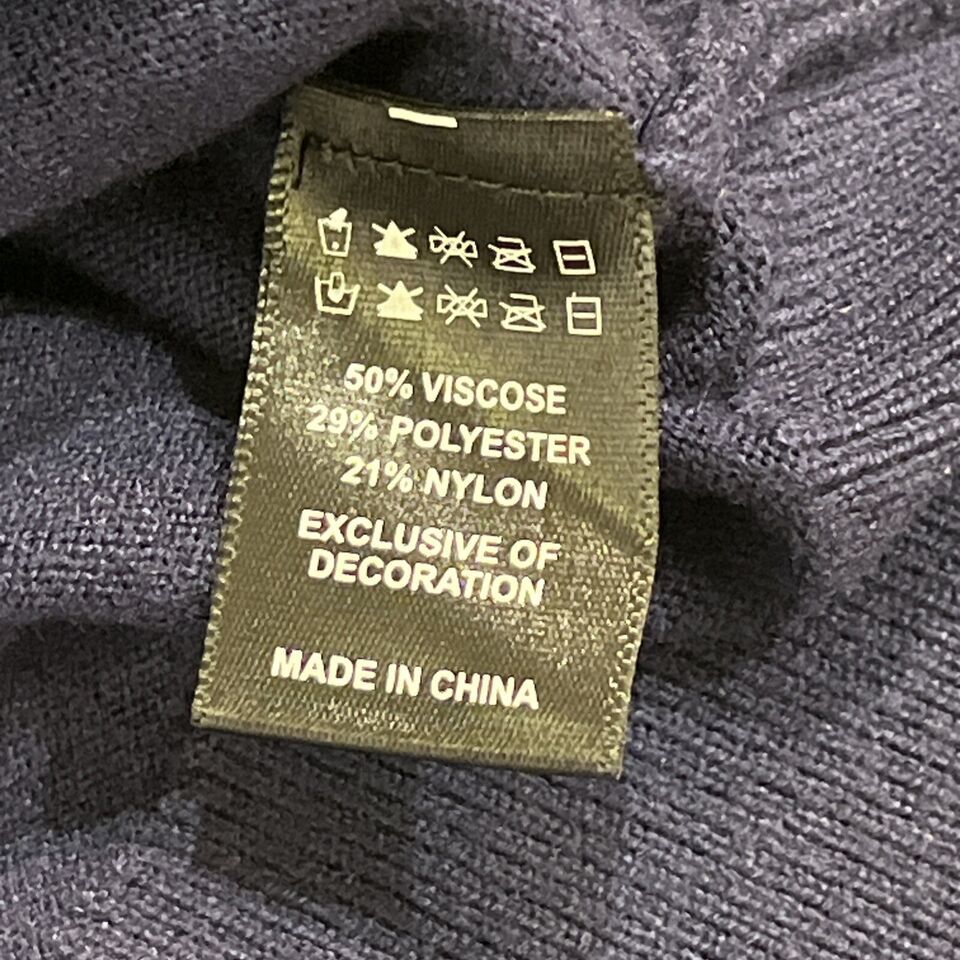 50% VISCOSE
29% POLYESTER
21% NYLON
EXCLUSIVE OF
DECORATION
MADE IN CHINA